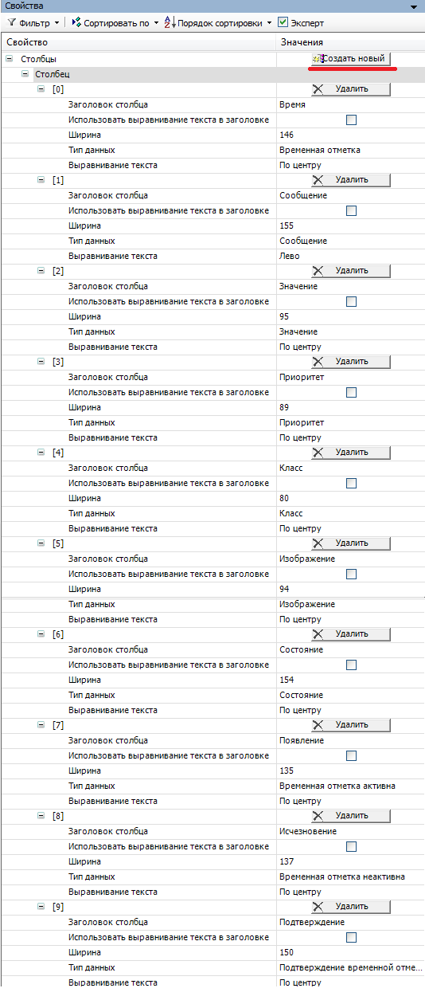 Свойства
Фильтр Сортировать по Порядок сортировки Эксперт
Свойство Значения
Столбцы Создать новый
Столбец
[0] Удалить
Заголовок столбца Время
Использовать выравнивание текста в заголовке
Ширина 146
Тип данных Временная отметка
Выравнивание текста По центру
[1] Удалить
Заголовок столбца Сообщение
Использовать выравнивание текста в заголовке
Ширина 155
Тип данных Сообщение
Выравнивание текста Лево
[2] Удалить
Заголовок столбца Значение
Использовать выравнивание текста в заголовке
Ширина 95
Тип данных Значение
Выравнивание текста По центру
[3] Удалить
Заголовок столбца Приоритет
Использовать выравнивание текста в заголовке
Ширина 89
Тип данных Приоритет
Выравнивание текста По центру
[4] Удалить
Заголовок столбца Класс
Использовать выравнивание текста в заголовке
Ширина 80
Тип данных Класс
Выравнивание текста По центру
[5] Удалить
Заголовок столбца Изображение
Использовать выравнивание текста в заголовке
Ширина 94
Тип данных Изображение
Выравнивание текста По центру
[6] Удалить
Заголовок столбца Состояние
Использовать выравнивание текста в заголовке
Ширина 154
Тип данных Состояние
Выравнивание текста По центру
[7] Удалить
Заголовок столбца Появление
Использовать выравнивание текста в заголовке
Ширина 135
Тип данных Временная отметка активна
Выравнивание текста По центру
[8] Удалить
Заголовок столбца Исчезновение
Использовать выравнивание текста в заголовке
Ширина 137
Тип данных Временная отметка неактивна
Выравнивание текста По центру
[9] Удалить
Заголовок столбца Подтверждение
Использовать выравнивание текста в заголовке
Ширина 150
Тип данных Подтверждение временной отме...
Выравнивание текста По центру